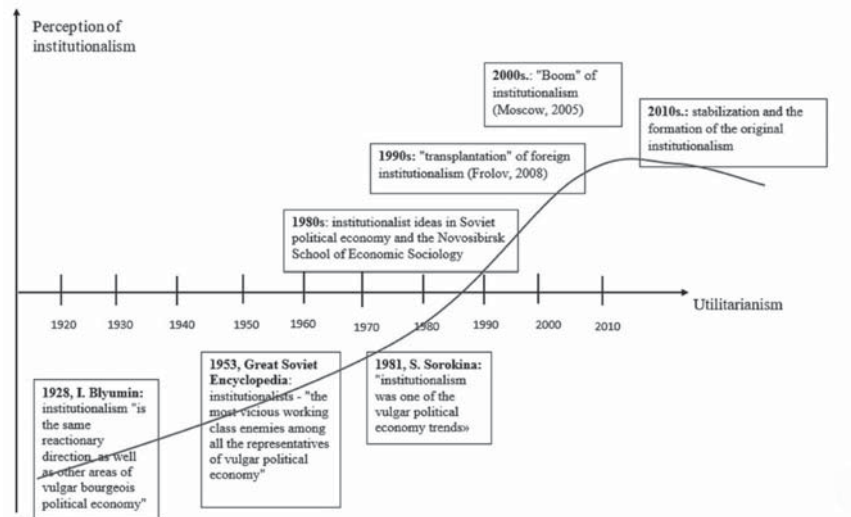 Perception of
institutionalism
2000s.: "Boom" of
institutionalism
(Moscow, 2005)
2010s.: stabilization and the
formation of the original
institutionalism
1990s: "transplantation" of foreign
institutionalism (Frolov, 2008)
1980s: institutionalist ideas in Soviet
political economy and the Novosibirsk
School of Economic Sociology
Utilitarianism
1920 1930 1940 1950 1960 1970 1980 1990 2000 2010
1928, I. Blyumin:
institutionalism "is
the same
reactionary
direction, as well
as other areas of
vulgar bourgeois
political economy"
1953, Great Soviet
Encyclopedia:
institutionalists - "the
most vicious working
class enemies among
all the representatives
of vulgar political
economy"
1981, S. Sorokina:
"institutionalism
was one of the
vulgar political
economy trends»